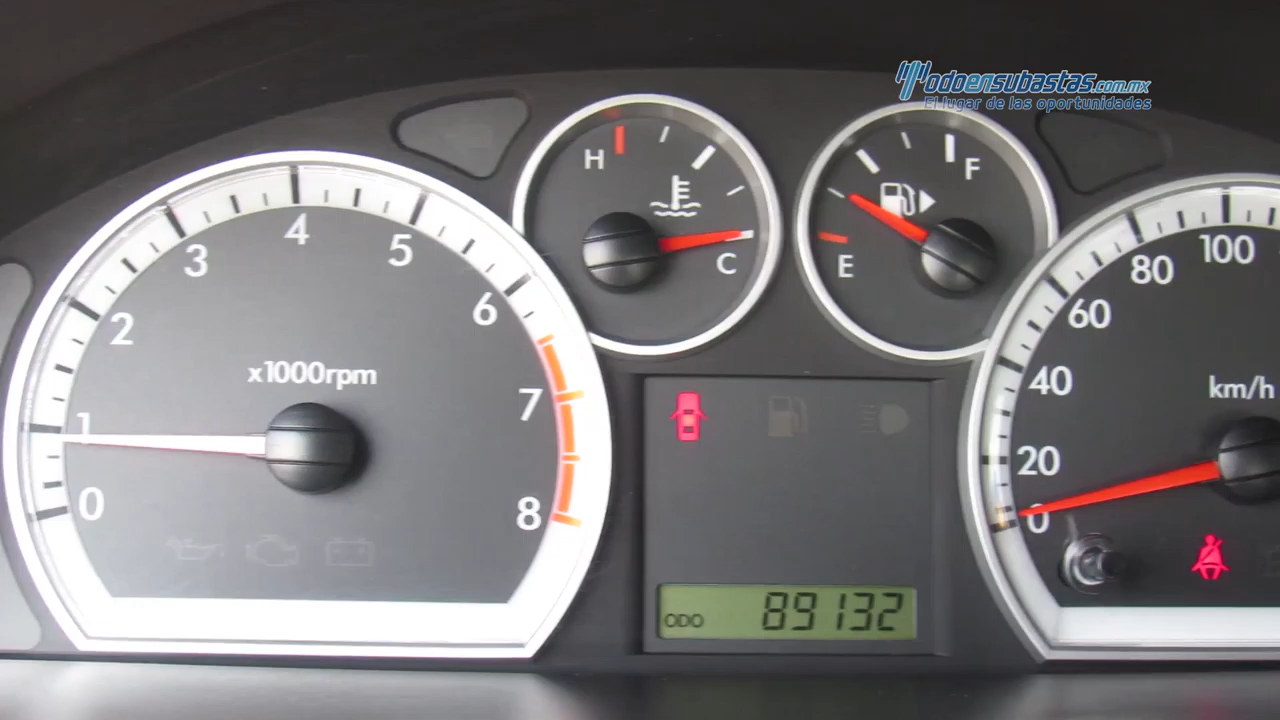 todoensubastas.com.mx
El lugar de las oportunidades
H
C
F
E
0
1
2
3
4
5
6
7
8
x1000rpm
0
20
40
60
80
100
km/h
ODO 89132